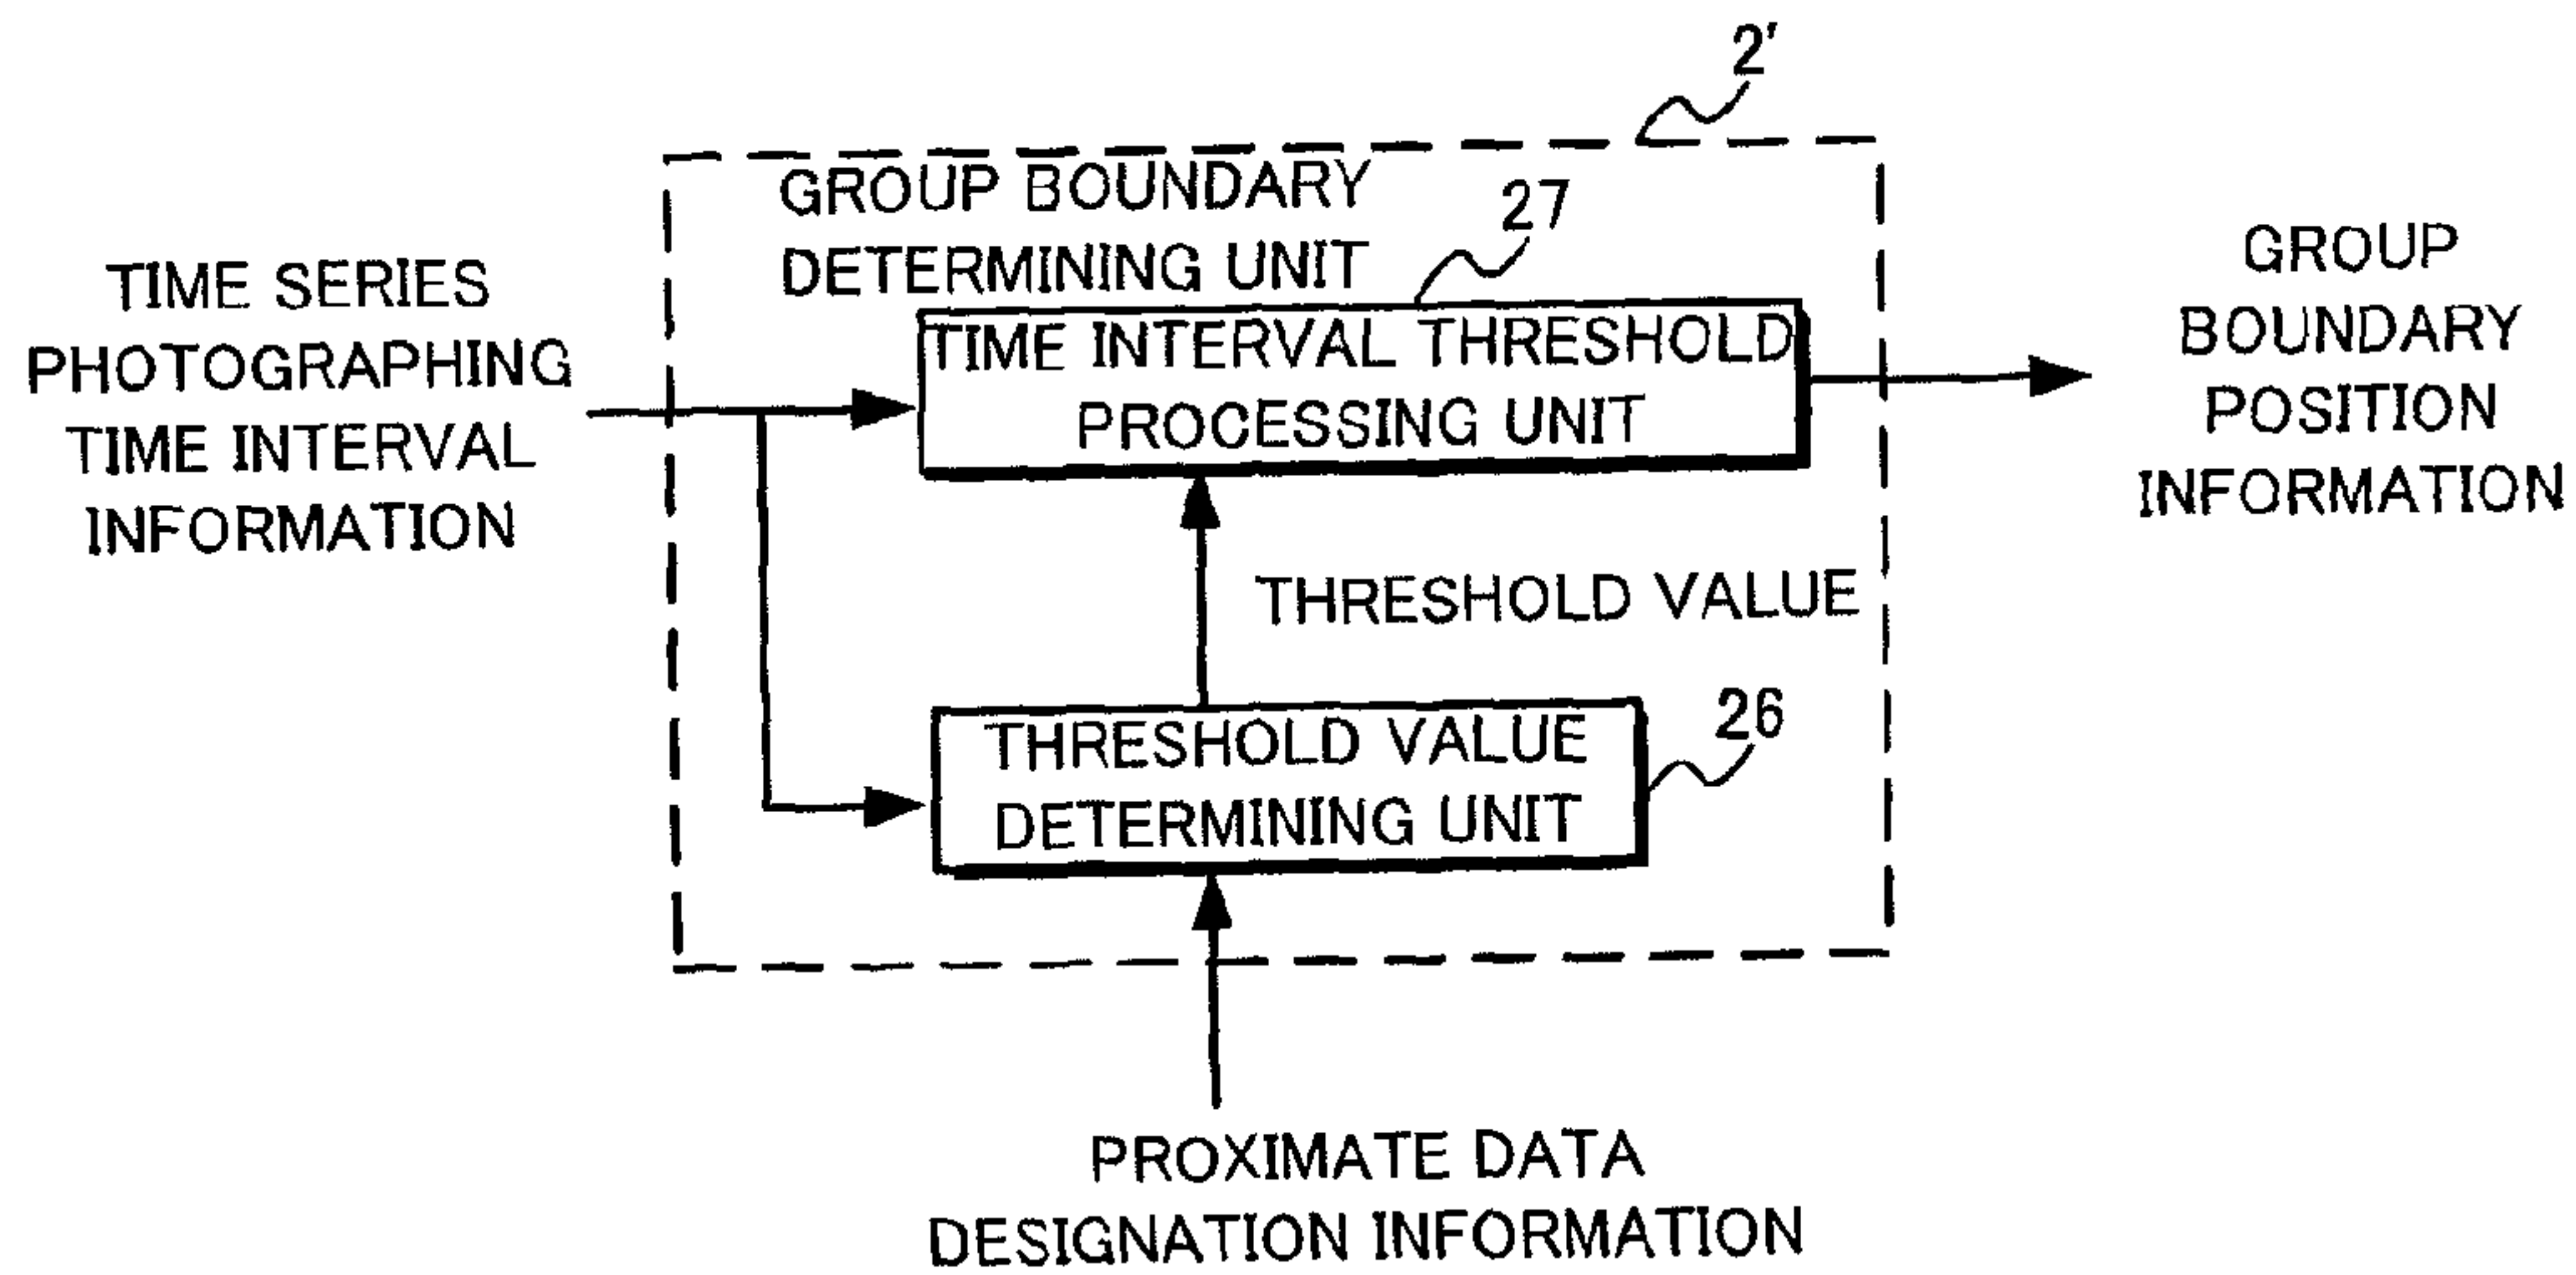 2'
GROUP BOUNDARY
DETERMINING UNIT
27
TIME SERIES
PHOTOGRAPHING
TIME INTERVAL
INFORMATION
TIME INTERVAL THRESHOLD
PROCESSING UNIT
GROUP
BOUNDARY
POSITION
INFORMATION
THRESHOLD VALUE
THRESHOLD VALUE
DETERMINING UNIT
26
PROXIMATE DATA
DESIGNATION INFORMATION